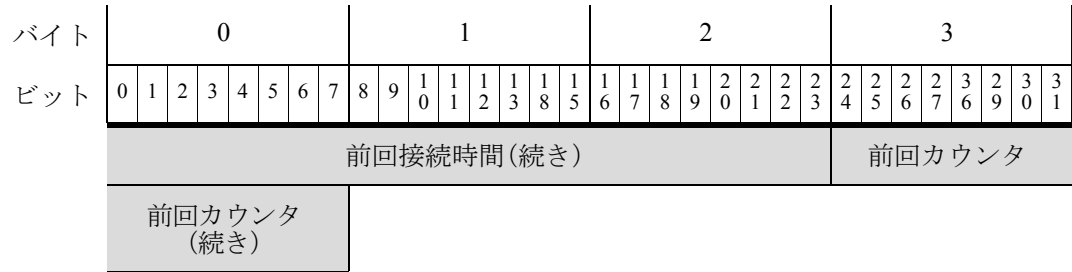 バイト 0 1 2 3
ビット 0 1 2 3 4 5 6 7 8 9 10 11 12 13 18 15 16 17 18 19 20 21 22 23 24 25 26 27 36 29 30 31
前回接続時間(続き) 前回カウンタ
前回カウンタ
(続き)